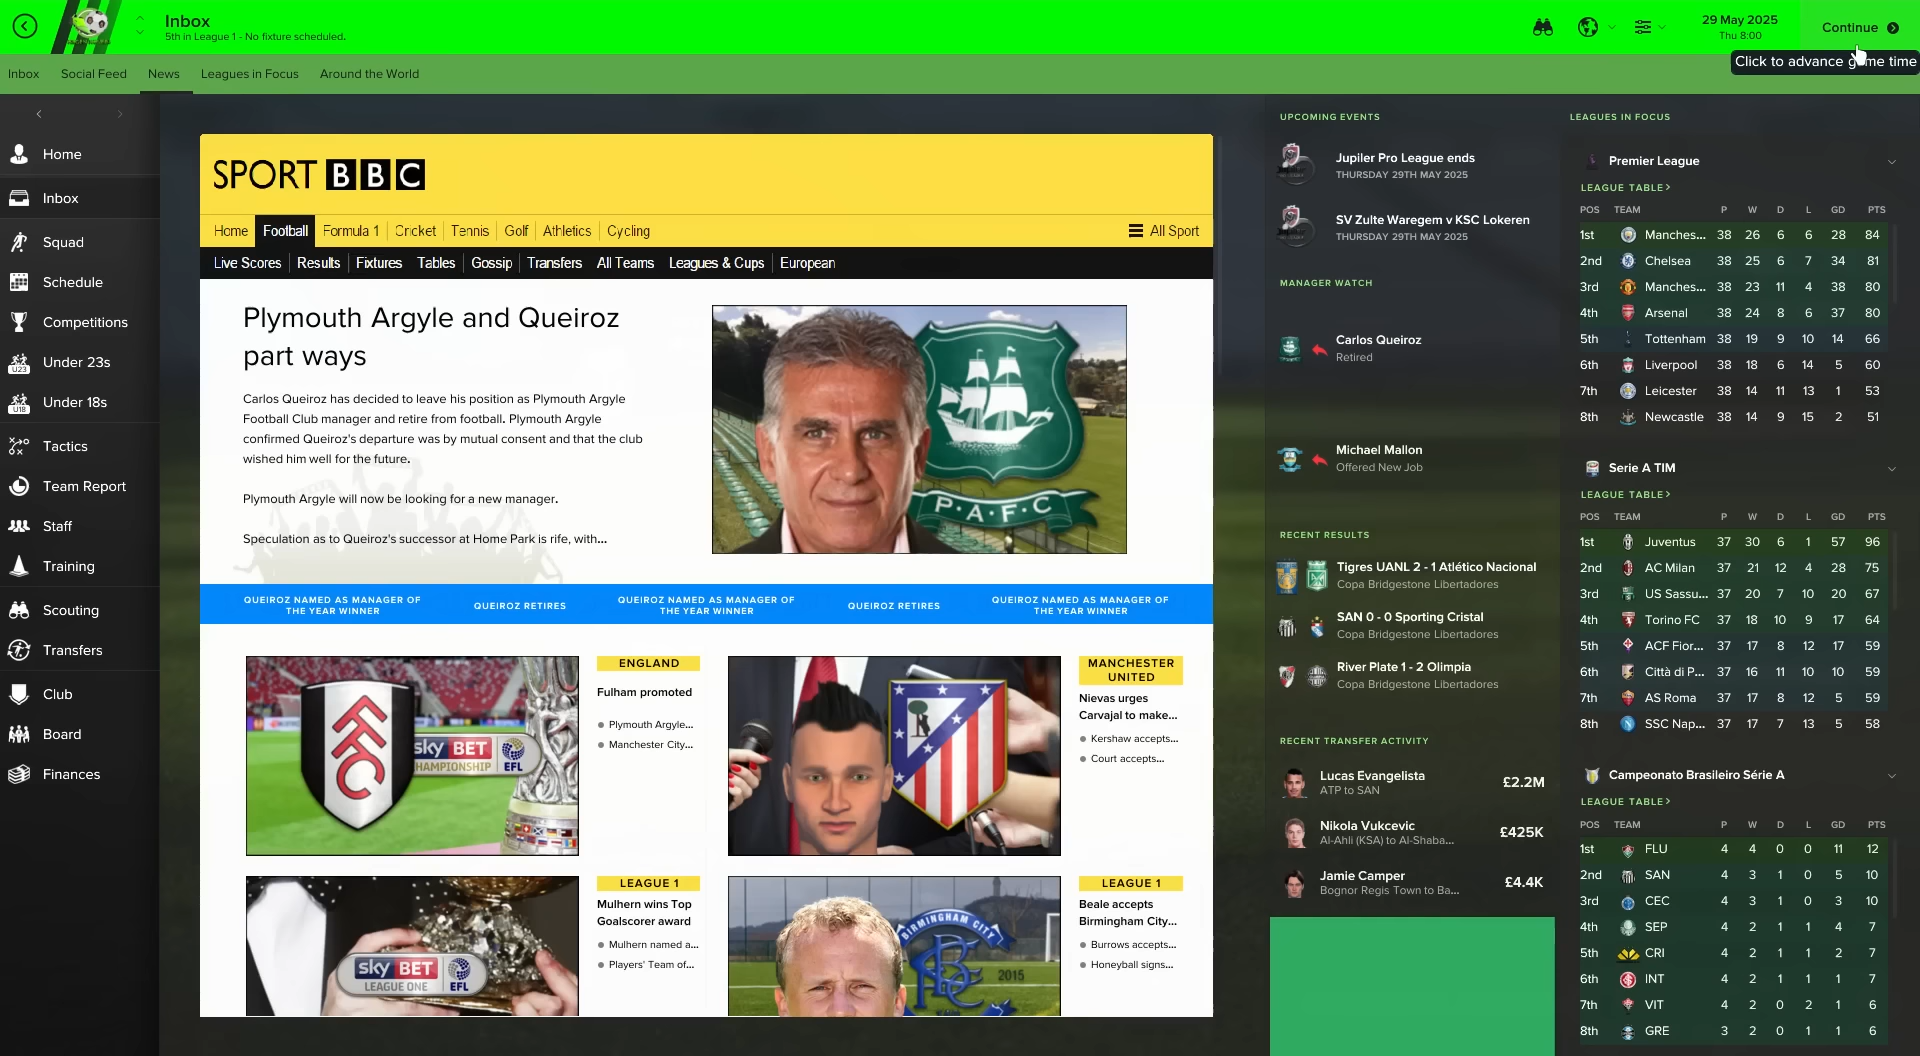 Inbox
5th in League 1 - No fixture scheduled.
29 May 2025
Thu 8:00
Continue
Click to advance game time
Inbox
Social Feed
News
Leagues in Focus
Around the World
Home
Inbox
Squad
Schedule
Competitions
U23
Under 23s
U18
Under 18s
Tactics
Team Report
Staff
Training
Scouting
Transfers
Club
Board
Finances
SPORT BBC
Home Football Formula 1 Cricket Tennis Golf Athletics Cycling All Sport
Live Scores Results Fixtures Tables Gossip Transfers All Teams Leagues & Cups European
Plymouth Argyle and Queiroz
part ways
Carlos Queiroz has decided to leave his position as Plymouth Argyle
Football Club manager and retire from football. Plymouth Argyle
confirmed Queiroz's departure was by mutual consent and that the club
wished him well for the future.
Plymouth Argyle will now be looking for a new manager.
Speculation as to Queiroz's successor at Home Park is rife, with...
P·A·F·C
QUEIROZ NAMED AS MANAGER OF
THE YEAR WINNER
QUEIROZ RETIRES
QUEIROZ NAMED AS MANAGER OF
THE YEAR WINNER
QUEIROZ RETIRES
QUEIROZ NAMED AS MANAGER OF
THE YEAR WINNER
FFC
sky BET
CHAMPIONSHIP
EFL
ENGLAND
Fulham promoted
Plymouth Argyle...
Manchester City...
MANCHESTER
UNITED
Nievas urges
Carvajal to make...
Kershaw accepts...
Court accepts...
sky BET
LEAGUE ONE
EFL
LEAGUE 1
Mulhern wins Top
Goalscorer award
Mulhern named a...
Players' Team of...
BIRMINGHAM CITY
2015
LEAGUE 1
Beale accepts
Birmingham City...
Burrows accepts...
Honeyball signs...
UPCOMING EVENTS
Jupiler Pro League ends
THURSDAY 29TH MAY 2025
SV Zulte Waregem v KSC Lokeren
THURSDAY 29TH MAY 2025
MANAGER WATCH
Carlos Queiroz
Retired
Michael Mallon
Offered New Job
RECENT RESULTS
Tigres UANL 2 - 1 Atlético Nacional
Copa Bridgestone Libertadores
SAN 0 - 0 Sporting Cristal
Copa Bridgestone Libertadores
River Plate 1 - 2 Olimpia
Copa Bridgestone Libertadores
RECENT TRANSFER ACTIVITY
Lucas Evangelista £2.2M
ATP to SAN
Nikola Vukcevic £425K
Al-Ahli (KSA) to Al-Shaba...
Jamie Camper £4.4K
Bognor Regis Town to Ba...
LEAGUES IN FOCUS
Premier League
LEAGUE TABLE >
POS TEAM P W D L GD PTS
1st Manches... 38 26 6 6 28 84
2nd Chelsea 38 25 6 7 34 81
3rd Manches... 38 23 11 4 38 80
4th Arsenal 38 24 8 6 37 80
5th Tottenham 38 19 9 10 14 66
6th Liverpool 38 18 6 14 5 60
7th Leicester 38 14 11 13 1 53
8th Newcastle 38 14 9 15 2 51
Serie A TIM
LEAGUE TABLE >
POS TEAM P W D L GD PTS
1st Juventus 37 30 6 1 57 96
2nd AC Milan 37 21 12 4 28 75
3rd US Sassu... 37 20 7 10 20 67
4th Torino FC 37 18 10 9 17 64
5th ACF Fior... 37 17 8 12 17 59
6th Città di P... 37 16 11 10 10 59
7th AS Roma 37 17 8 12 5 59
8th SSC Nap... 37 17 7 13 5 58
Campeonato Brasileiro Série A
LEAGUE TABLE >
POS TEAM P W D L GD PTS
1st FLU 4 4 0 0 11 12
2nd SAN 4 3 1 0 5 10
3rd CEC 4 3 1 0 3 10
4th SEP 4 2 1 1 4 7
5th CRI 4 2 1 1 2 7
6th INT 4 2 1 1 1 7
7th VIT 4 2 0 2 1 6
8th GRE 3 2 0 1 1 6